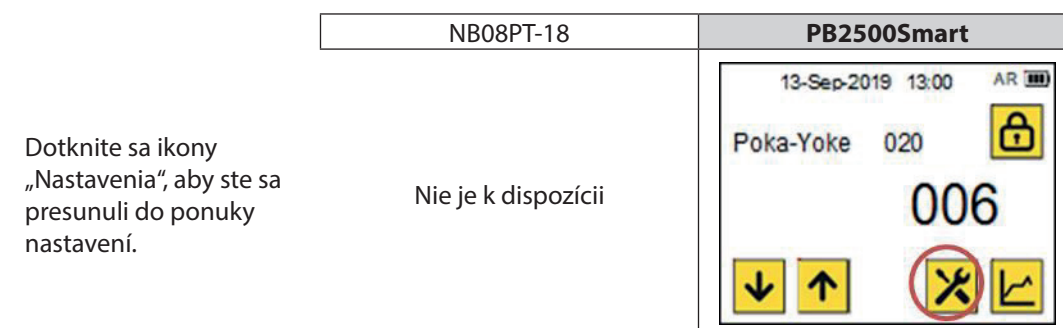 NB08PT-18 PB2500Smart
13-Sep-2019 13:00 AR
Poka-Yoke 020
006
Dotknite sa ikony
„Nastavenia“, aby ste sa
presunuli do ponuky
nastavení.
Nie je k dispozícii